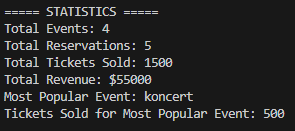 ===== STATISTICS =====
Total Events: 4
Total Reservations: 5
Total Tickets Sold: 1500
Total Revenue: $55000
Most Popular Event: koncert
Tickets Sold for Most Popular Event: 500